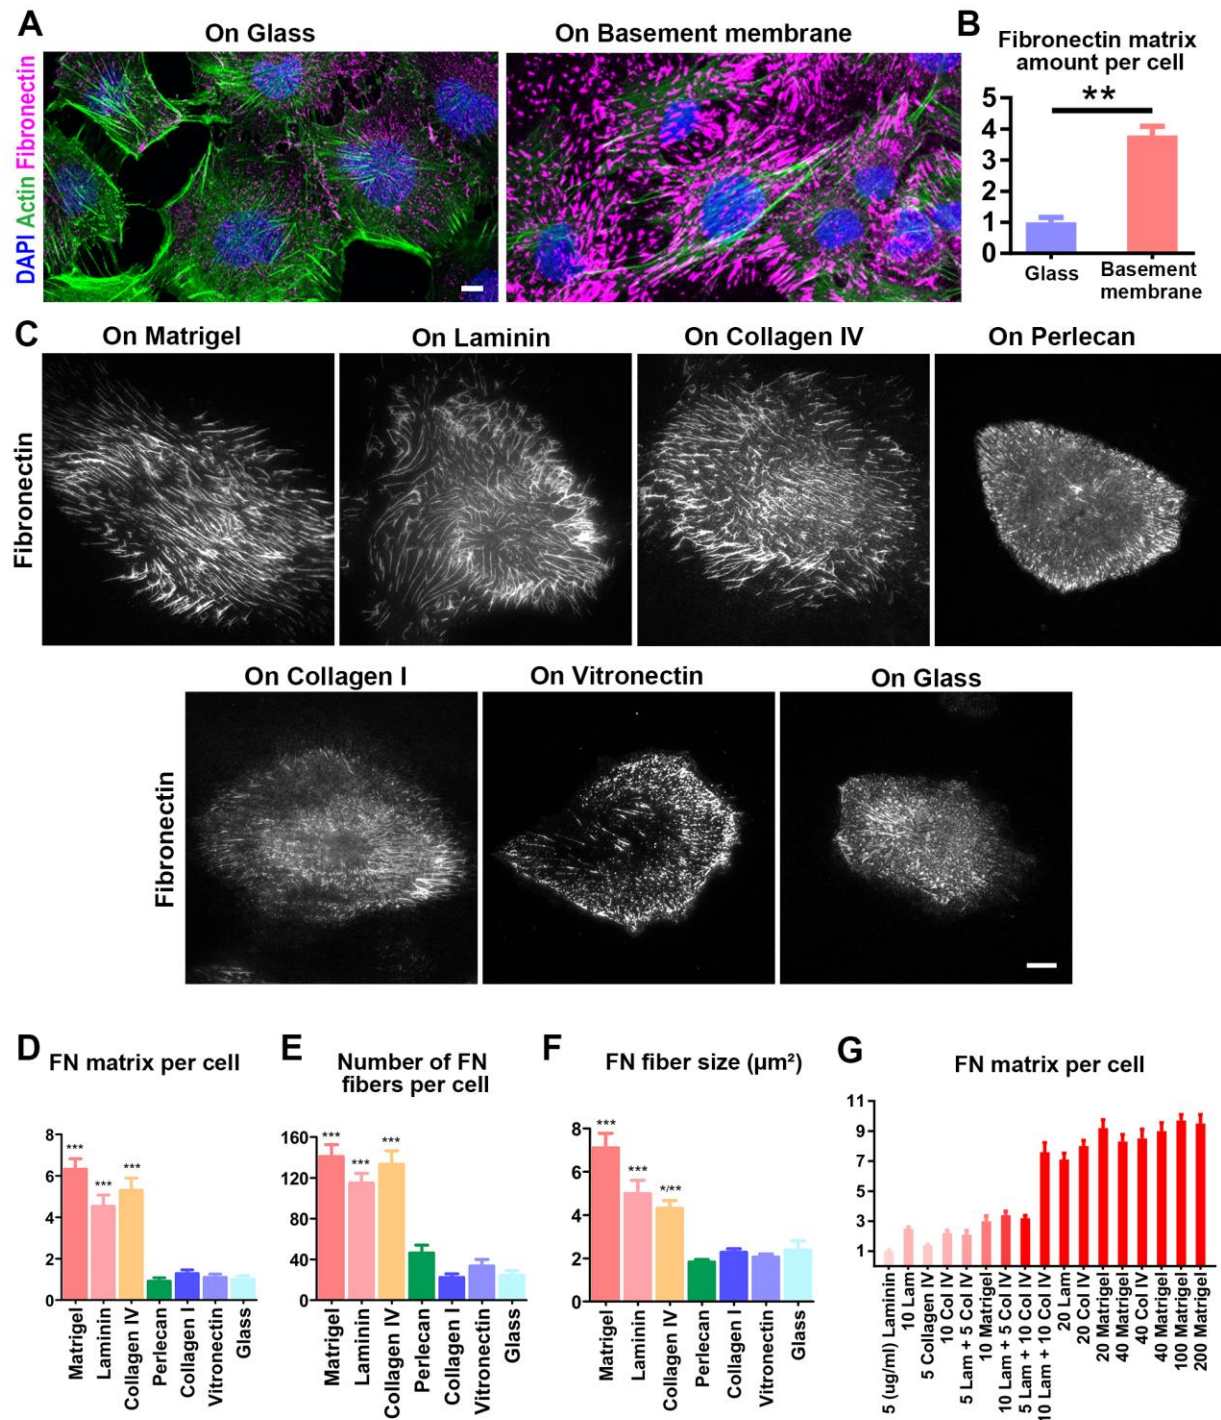 A
On Glass
On Basement membrane
DAPI Actin Fibronectin
B
Fibronectin matrix
amount per cell
5
4
3
2
1
0
**
Glass
Basement
membrane
C
On Matrigel
On Laminin
On Collagen IV
On Perlecan
Fibronectin
On Collagen I
On Vitronectin
On Glass
Fibronectin
D
FN matrix per cell
8
6
4
2
0
***
***
***
Matrigel
Laminin
Collagen IV
Perlecan
Collagen I
Vitronectin
Glass
E
Number of FN
fibers per cell
160
120
80
40
0
***
***
***
Matrigel
Laminin
Collagen IV
Perlecan
Collagen I
Vitronectin
Glass
F
FN fiber size (µm²)
8
6
4
2
0
***
***
*/**
Matrigel
Laminin
Collagen IV
Perlecan
Collagen I
Vitronectin
Glass
G
FN matrix per cell
11
9
7
5
3
1
5 (ug/ml) Laminin
10 Lam
5 Collagen IV
10 Col IV
5 Lam + 5 Col IV
10 Matrigel
10 Lam + 5 Col IV
5 Lam + 10 Col IV
10 Lam + 10 Col IV
20 Lam
20 Col IV
20 Matrigel
40 Matrigel
40 Col IV
40 Matrigel
100 Matrigel
200 Matrigel